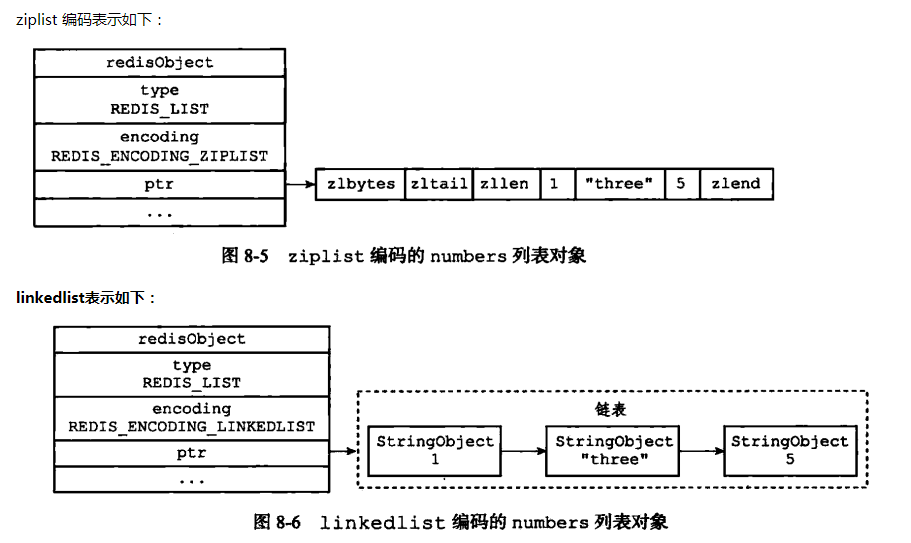 ziplist 编码表示如下：
redisObject
type
REDIS_LIST
encoding
REDIS_ENCODING_ZIPLIST
ptr
...
zlbytes zltail zllen 1 "three" 5 zlend
图 8-5 ziplist 编码的 numbers 列表对象
linkedlist表示如下：
redisObject
type
REDIS_LIST
encoding
REDIS_ENCODING_LINKEDLIST
ptr
...
链表
StringObject
1
StringObject
"three"
StringObject
5
图 8-6 linkedlist 编码的 numbers 列表对象